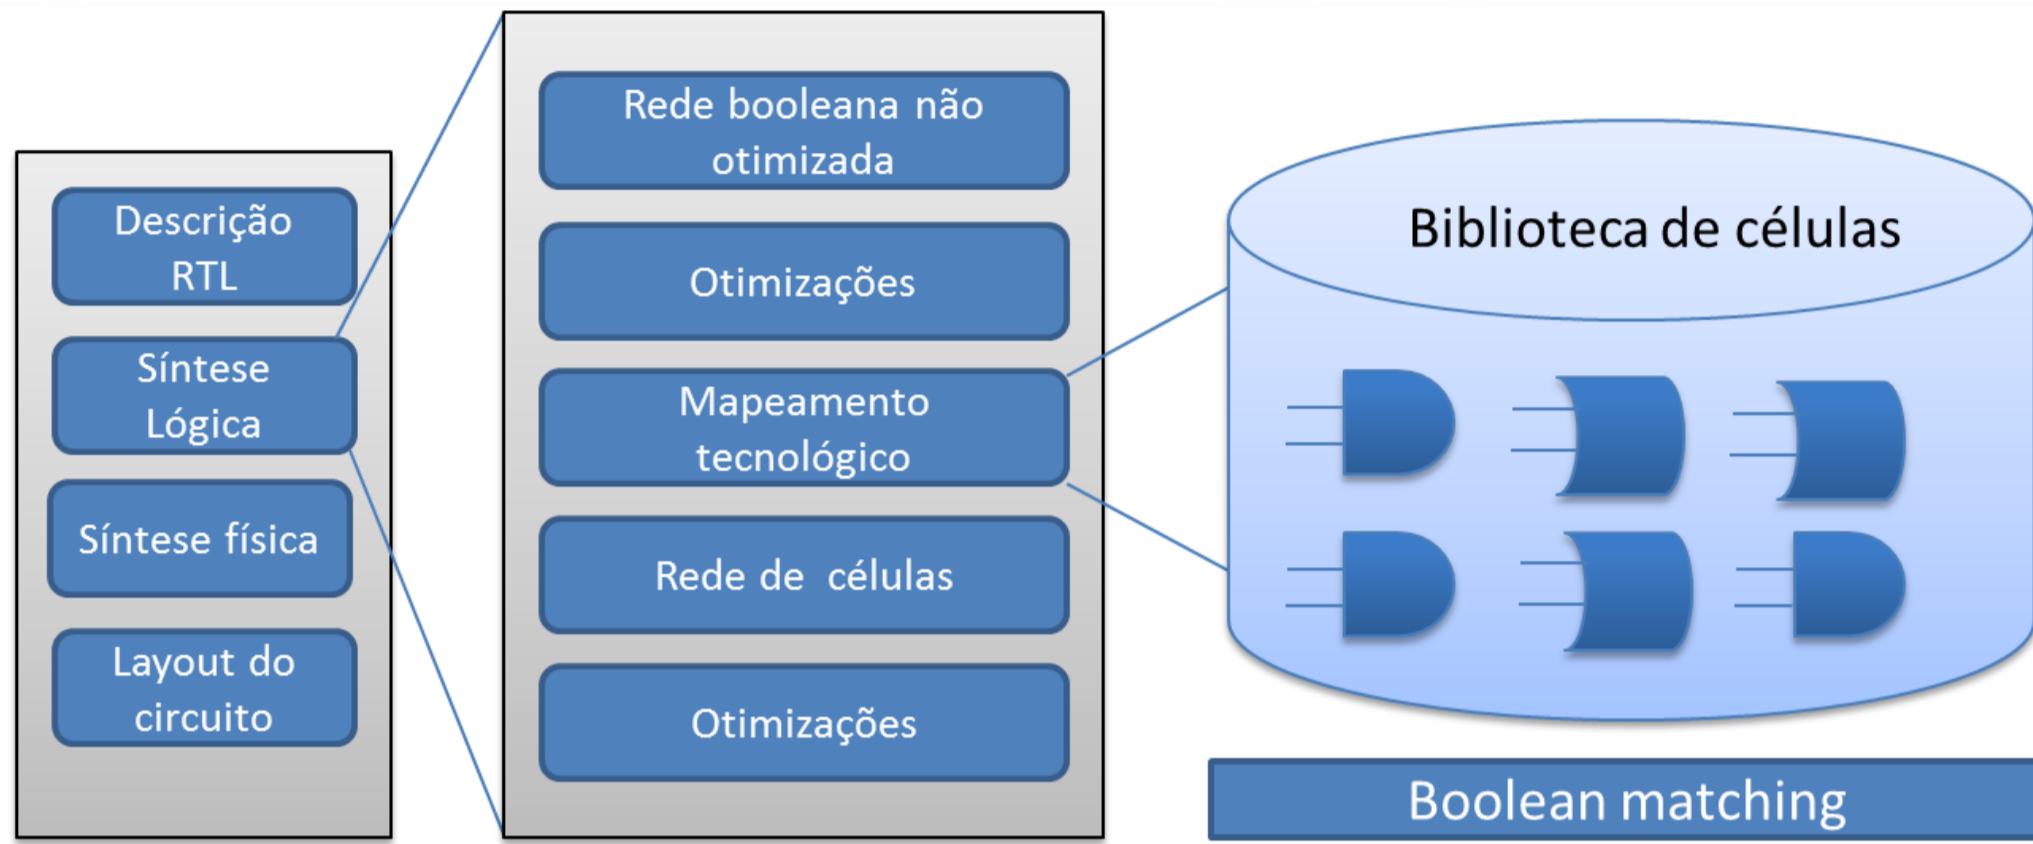 Descrição
RTL
Síntese
Lógica
Síntese física
Layout do
circuito
Rede booleana não
otimizada
Otimizações
Mapeamento
tecnológico
Rede de células
Otimizações
Biblioteca de células
Boolean matching